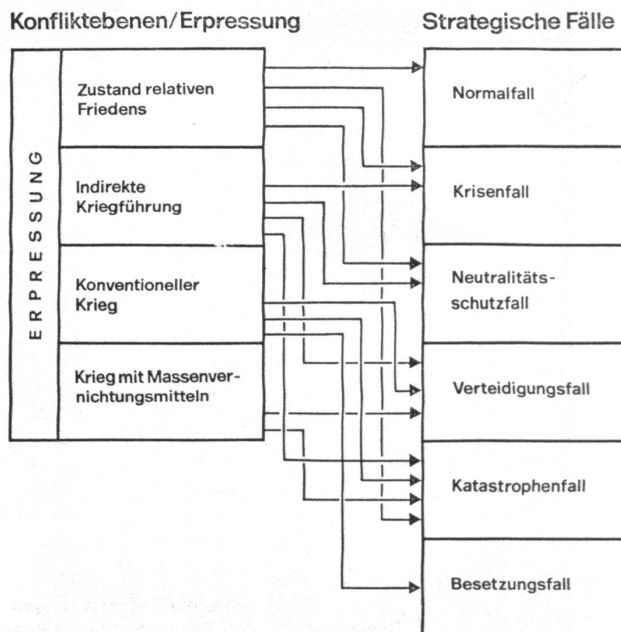 Konfliktebenen/Erpressung
Strategische Fälle
ERPRESSUNG
Zustand relativen
Friedens
Indirekte
Kriegführung
Konventioneller
Krieg
Krieg mit Massenver-
nichtungsmitteln
Normalfall
Krisenfall
Neutralitäts-
schutzfall
Verteidigungsfall
Katastrophenfall
Besetzungsfall